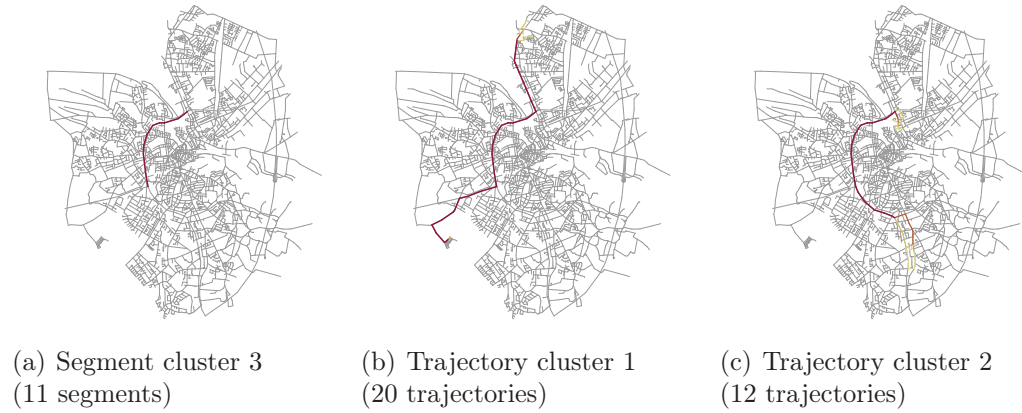 (a) Segment cluster 3
(11 segments)
(b) Trajectory cluster 1
(20 trajectories)
(c) Trajectory cluster 2
(12 trajectories)